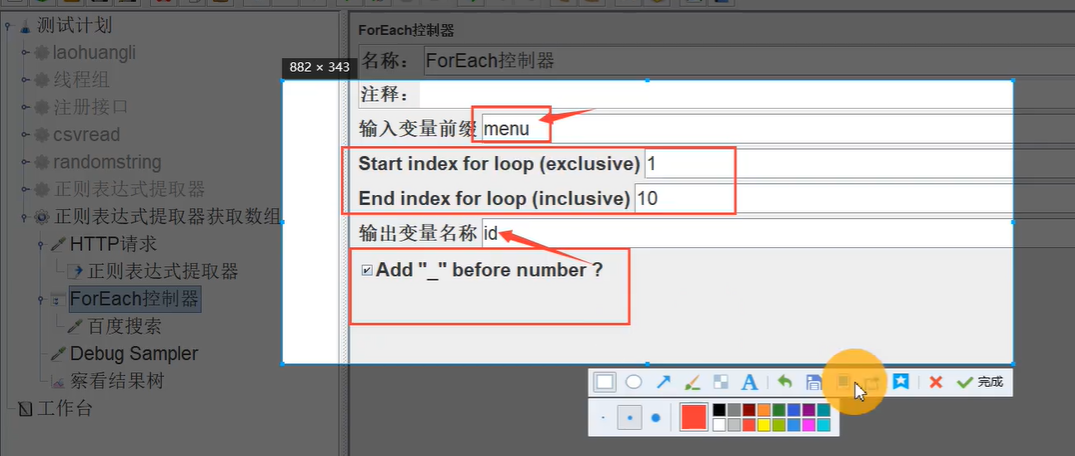 测试计划
laohuangli
线程组
注册接口
csvread
randomstring
正则表达式提取器
正则表达式提取器获取数组
HTTP请求
正则表达式提取器
ForEach控制器
百度搜索
Debug Sampler
察看结果树
工作台
ForEach控制器
名称： ForEach控制器
882 × 343
注释：
输入变量前缀 menu
Start index for loop (exclusive) 1
End index for loop (inclusive) 10
输出变量名称 id
Add "_" before number ?
A
完成